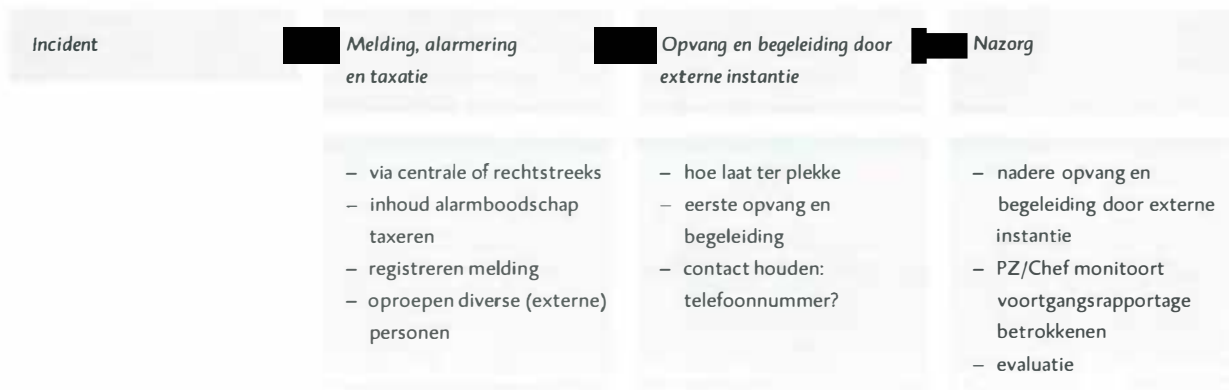 Incident
Melding, alarmering
en taxatie
Opvang en begeleiding door
externe instantie
Nazorg
– via centrale of rechtstreeks
– inhoud alarmboodschap
taxeren
– registreren melding
– oproepen diverse (externe)
personen
– hoe laat ter plekke
– eerste opvang en
begeleiding
– contact houden:
telefoonnummer?
– nadere opvang en
begeleiding door externe
instantie
– PZ/Chef monitoort
voortgangsrapportage
betrokkenen
– evaluatie